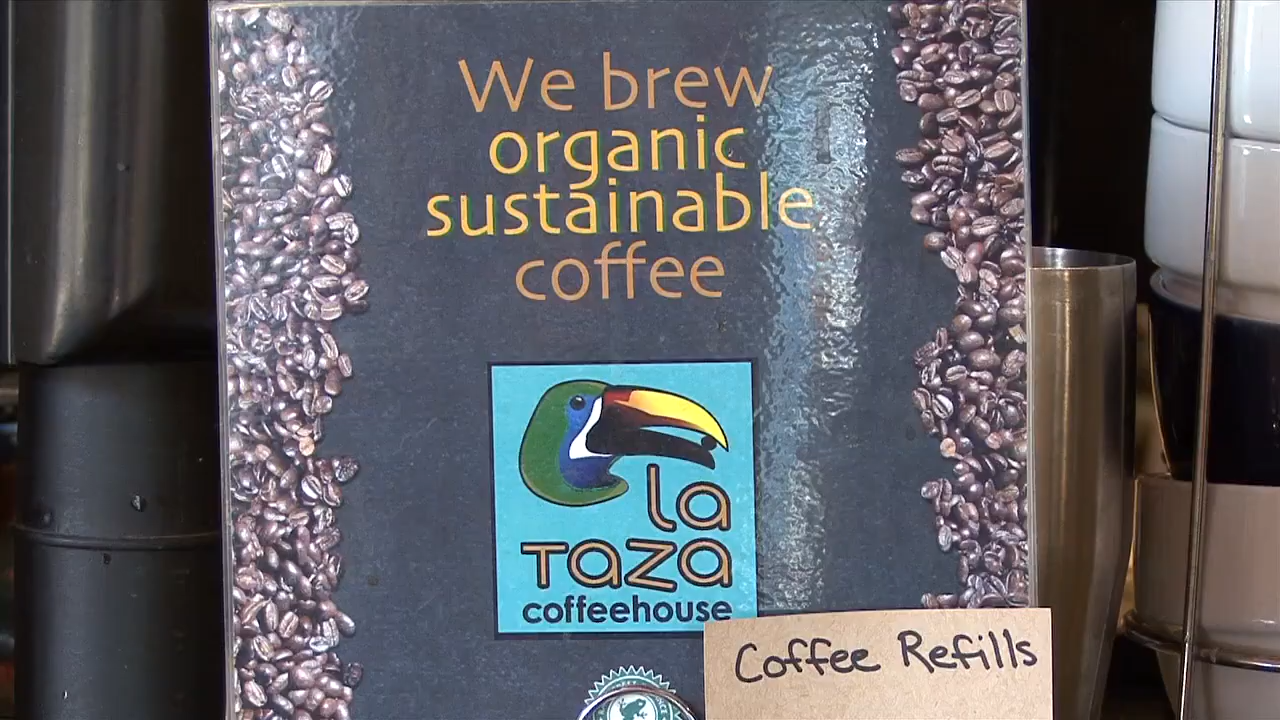 We brew
organic
sustainable
coffee
la
TAZA
coffeehouse
Coffee Refills